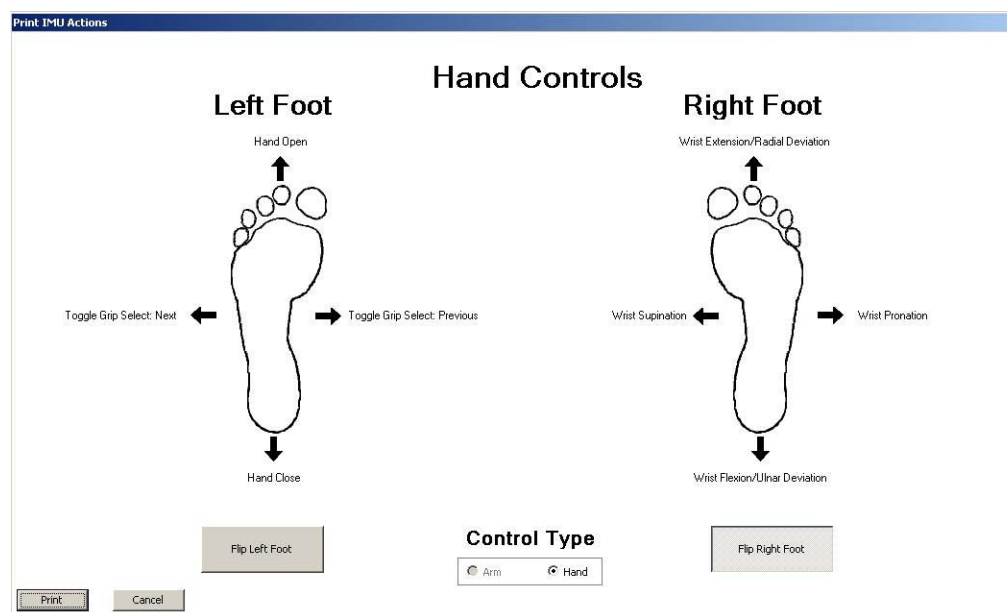 Print IMU Actions
Hand Controls
Left Foot
Right Foot
Hand Open
Wrist Extension/Radial Deviation
Toggle Grip Select: Next
Toggle Grip Select: Previous
Wrist Supination
Wrist Pronation
Hand Close
Wrist Flexion/Ulnar Deviation
Flip Left Foot
Control Type
Arm
Hand
Flip Right Foot
Print
Cancel